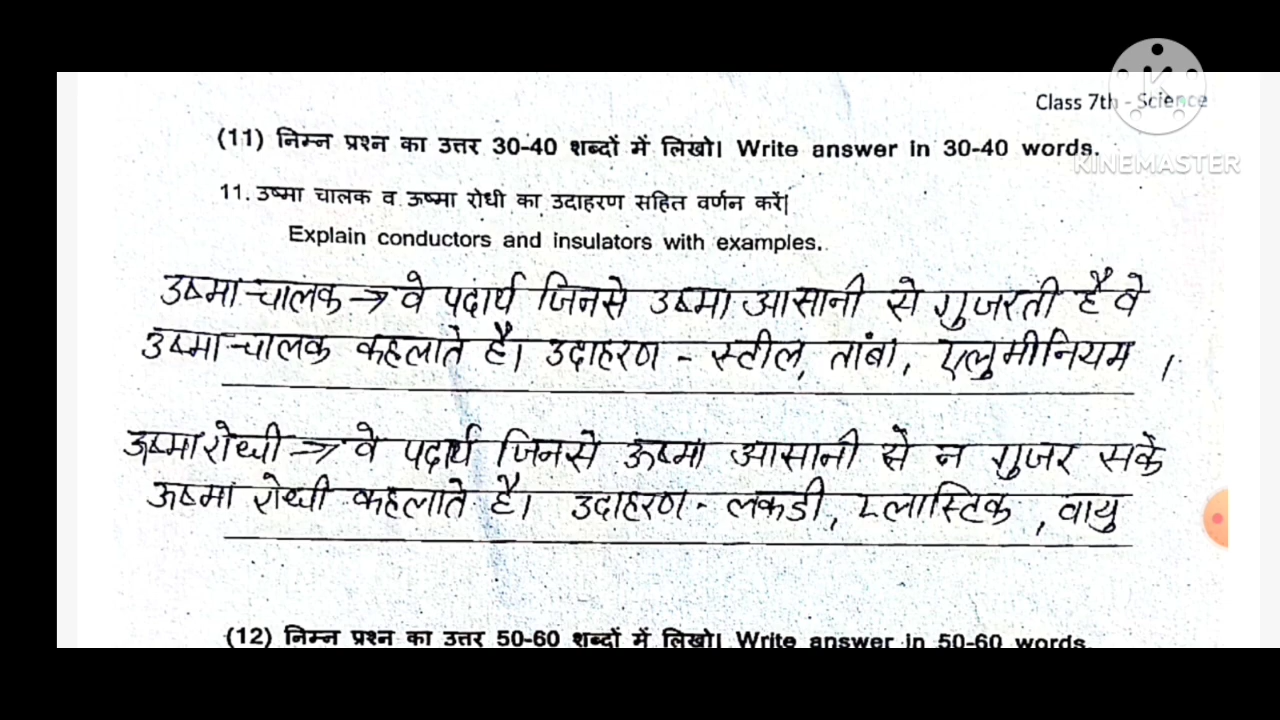 Class 7th - Science
KINEMASTER
(11) निम्न प्रश्न का उत्तर 30-40 शब्दों में लिखो। Write answer in 30-40 words.
11. उष्मा चालक व ऊष्मा रोधी का उदाहरण सहित वर्णन करें|
Explain conductors and insulators with examples..
उष्मा चालक → वे पदार्थ जिनसे उष्मा आसानी से गुजरती है वे
उष्मा चालक कहलाते है। उदाहरण - स्टील, तांबा, एलुमीनियम ।
ऊष्मा रोधी → वे पदार्थ जिनसे ऊष्मा आसानी से न गुजर सके
ऊष्मा रोधी कहलाते है। उदाहरण - लकडी, प्लास्टिक, वायु
(12) निम्न प्रश्न का उत्तर 50-60 शब्दों में लिखो। Write answer in 50-60 words.